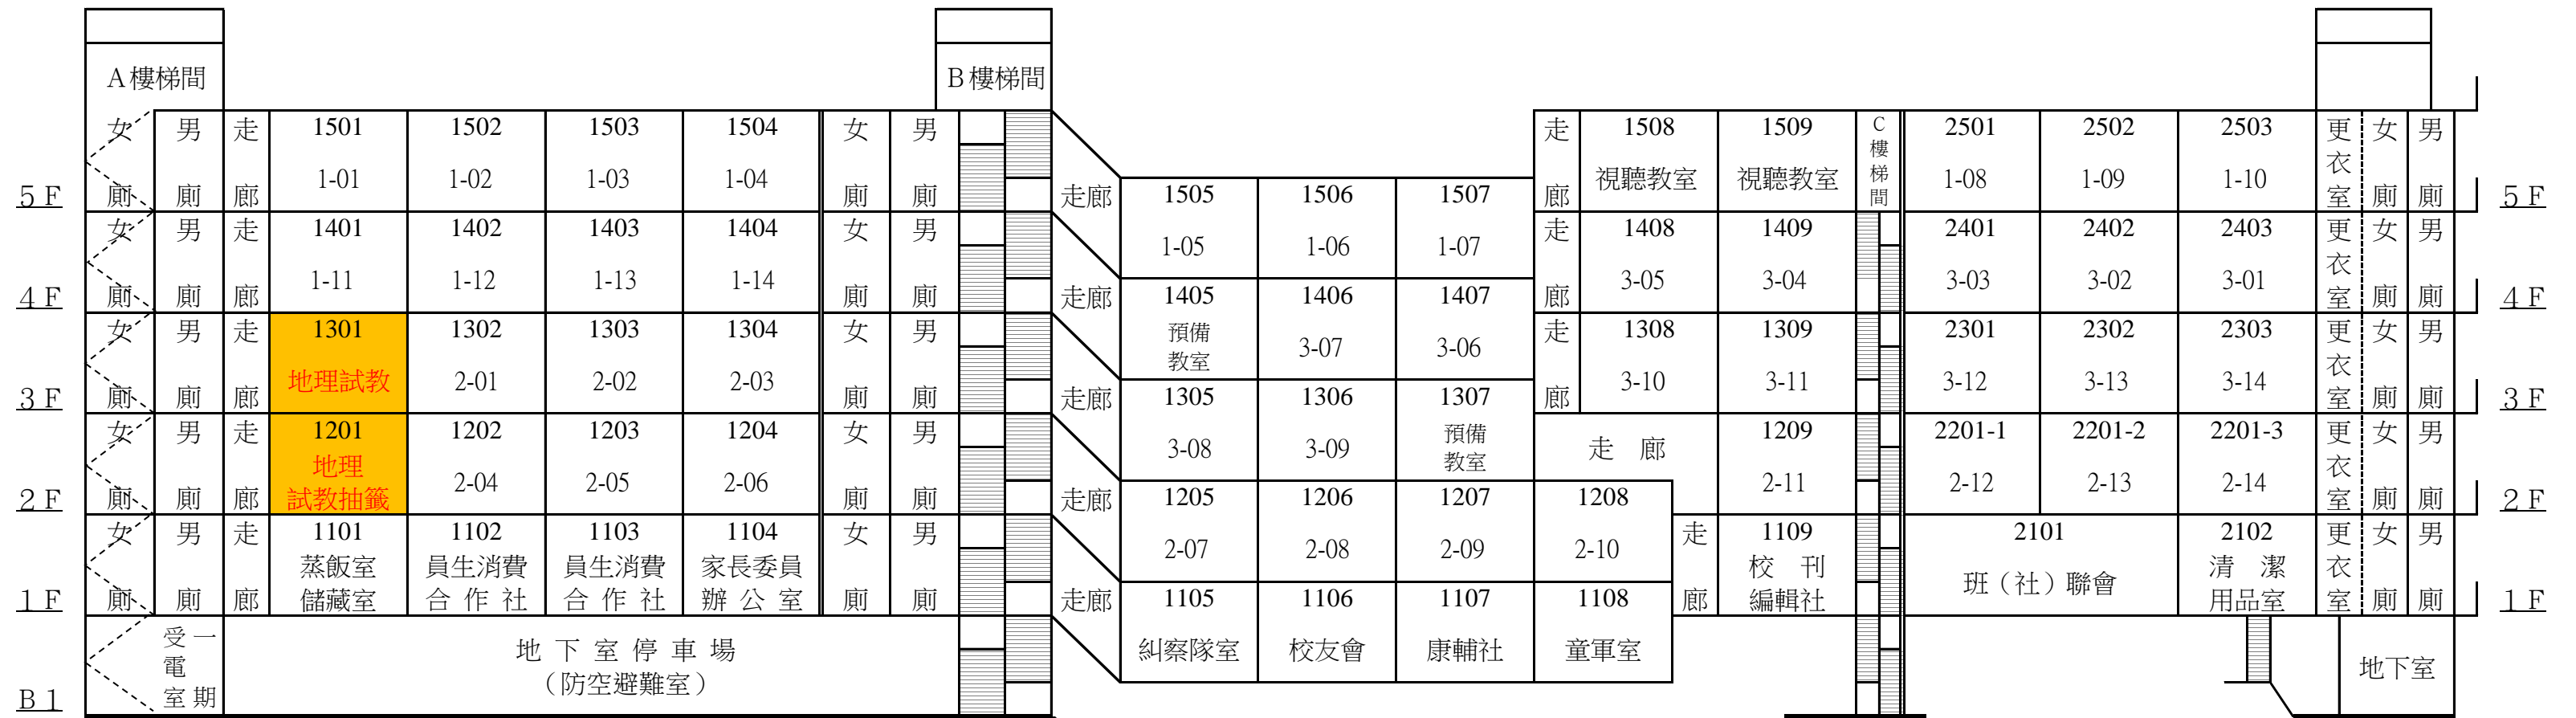 A樓梯間
B樓梯間
5F
女廁
男廁
走廊
1501
1-01
1502
1-02
1503
1-03
1504
1-04
女廁
男廁
走廊
1505
1-05
1506
1-06
1507
1-07
走廊
1508
視聽教室
1509
視聽教室
C樓梯間
2501
1-08
2502
1-09
2503
1-10
更衣室
女廁
男廁
5F
4F
女廁
男廁
走廊
1401
1-11
1402
1-12
1403
1-13
1404
1-14
女廁
男廁
走廊
1405
預備
教室
1406
3-07
1407
3-06
走廊
1408
3-05
1409
3-04
2401
3-03
2402
3-02
2403
3-01
更衣室
女廁
男廁
4F
3F
女廁
男廁
走廊
1301
地理試教
1302
2-01
1303
2-02
1304
2-03
女廁
男廁
走廊
1305
3-08
1306
3-09
1307
預備
教室
走廊
1308
3-10
1309
3-11
2301
3-12
2302
3-13
2303
3-14
更衣室
女廁
男廁
3F
2F
女廁
男廁
走廊
1201
地理
試教抽籤
1202
2-04
1203
2-05
1204
2-06
女廁
男廁
走廊
1205
2-07
1206
2-08
1207
2-09
1208
2-10
走廊
1209
2-11
2201-1
2-12
2201-2
2-13
2201-3
2-14
更衣室
女廁
男廁
2F
1F
女廁
男廁
走廊
1101
蒸飯室
儲藏室
1102
員生消費
合作社
1103
員生消費
合作社
1104
家長委員
辦公室
女廁
男廁
走廊
1105
糾察隊室
1106
校友會
1107
康輔社
1108
童軍室
走廊
1109
校刊
編輯社
2101
班（社）聯會
2102
清潔
用品室
更衣室
女廁
男廁
1F
B1
一期
受電室
地下室停車場
（防空避難室）
地下室